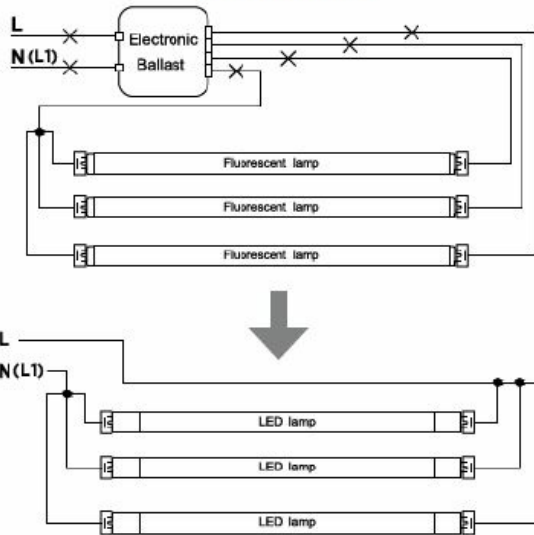 L
N(L1)
Electronic
Ballast
Fluorescent lamp
Fluorescent lamp
Fluorescent lamp
L
N(L1)
LED lamp
LED lamp
LED lamp